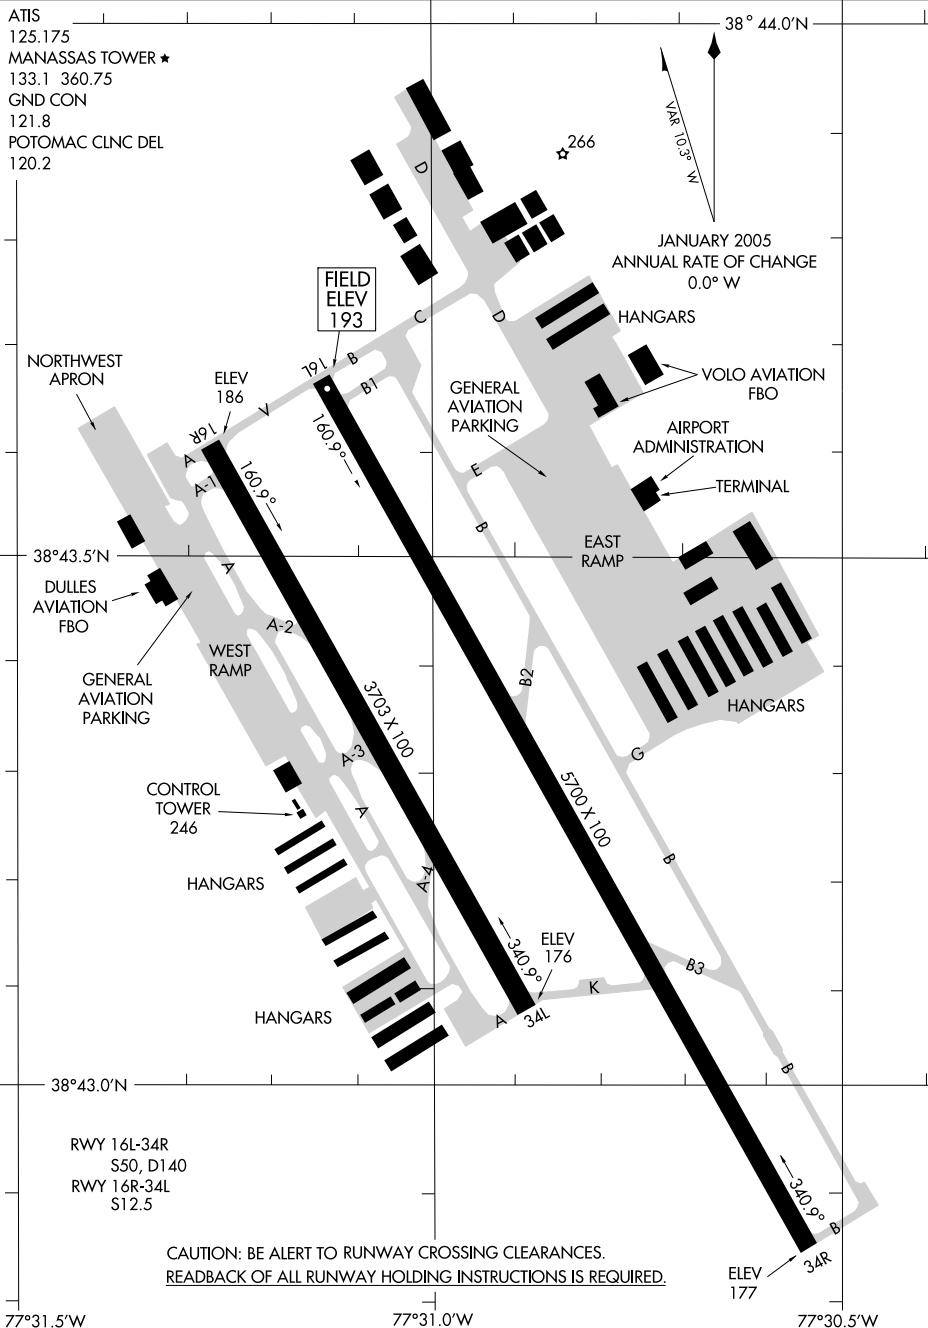 ATIS
125.175
MANASSAS TOWER ★
133.1 360.75
GND CON
121.8
POTOMAC CLNC DEL
120.2
38° 44.0'N
VAR 10.3° W
JANUARY 2005
ANNUAL RATE OF CHANGE
0.0° W
266
D
FIELD
ELEV
193
C
D
HANGARS
NORTHWEST
APRON
ELEV
186
16L
B
B1
V
16R
A
A-1
160.9°
160.9°
GENERAL
AVIATION
PARKING
VOLO AVIATION
FBO
AIRPORT
ADMINISTRATION
TERMINAL
E
B
38°43.5'N
EAST
RAMP
DULLES
AVIATION
FBO
A
A-2
WEST
RAMP
GENERAL
AVIATION
PARKING
B2
HANGARS
3703 X 100
A-3
G
CONTROL
TOWER
246
A
5700 X 100
HANGARS
A-4
B
340.9°
ELEV
176
B3
K
HANGARS
A
34L
38°43.0'N
B
RWY 16L-34R
S50, D140
RWY 16R-34L
S12.5
340.9°
B
34R
CAUTION: BE ALERT TO RUNWAY CROSSING CLEARANCES.
READBACK OF ALL RUNWAY HOLDING INSTRUCTIONS IS REQUIRED.
ELEV
177
77°31.5'W
77°31.0'W
77°30.5'W